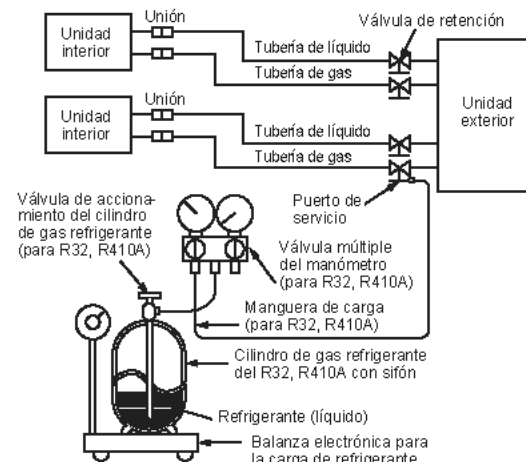 Unidad
interior
Unión
Tubería de líquido
Tubería de gas
Válvula de retención
Unidad
exterior
Unidad
interior
Unión
Tubería de líquido
Tubería de gas
Puerto de
servicio
Válvula de acciona-
miento del cilindro
de gas refrigerante
(para R32, R410A)
Válvula múltiple
del manómetro
(para R32, R410A)
Manguera de carga
(para R32, R410A)
Cilindro de gas refrigerante
del R32, R410A con sifón
Refrigerante (líquido)
Balanza electrónica para
la carga de refrigerante